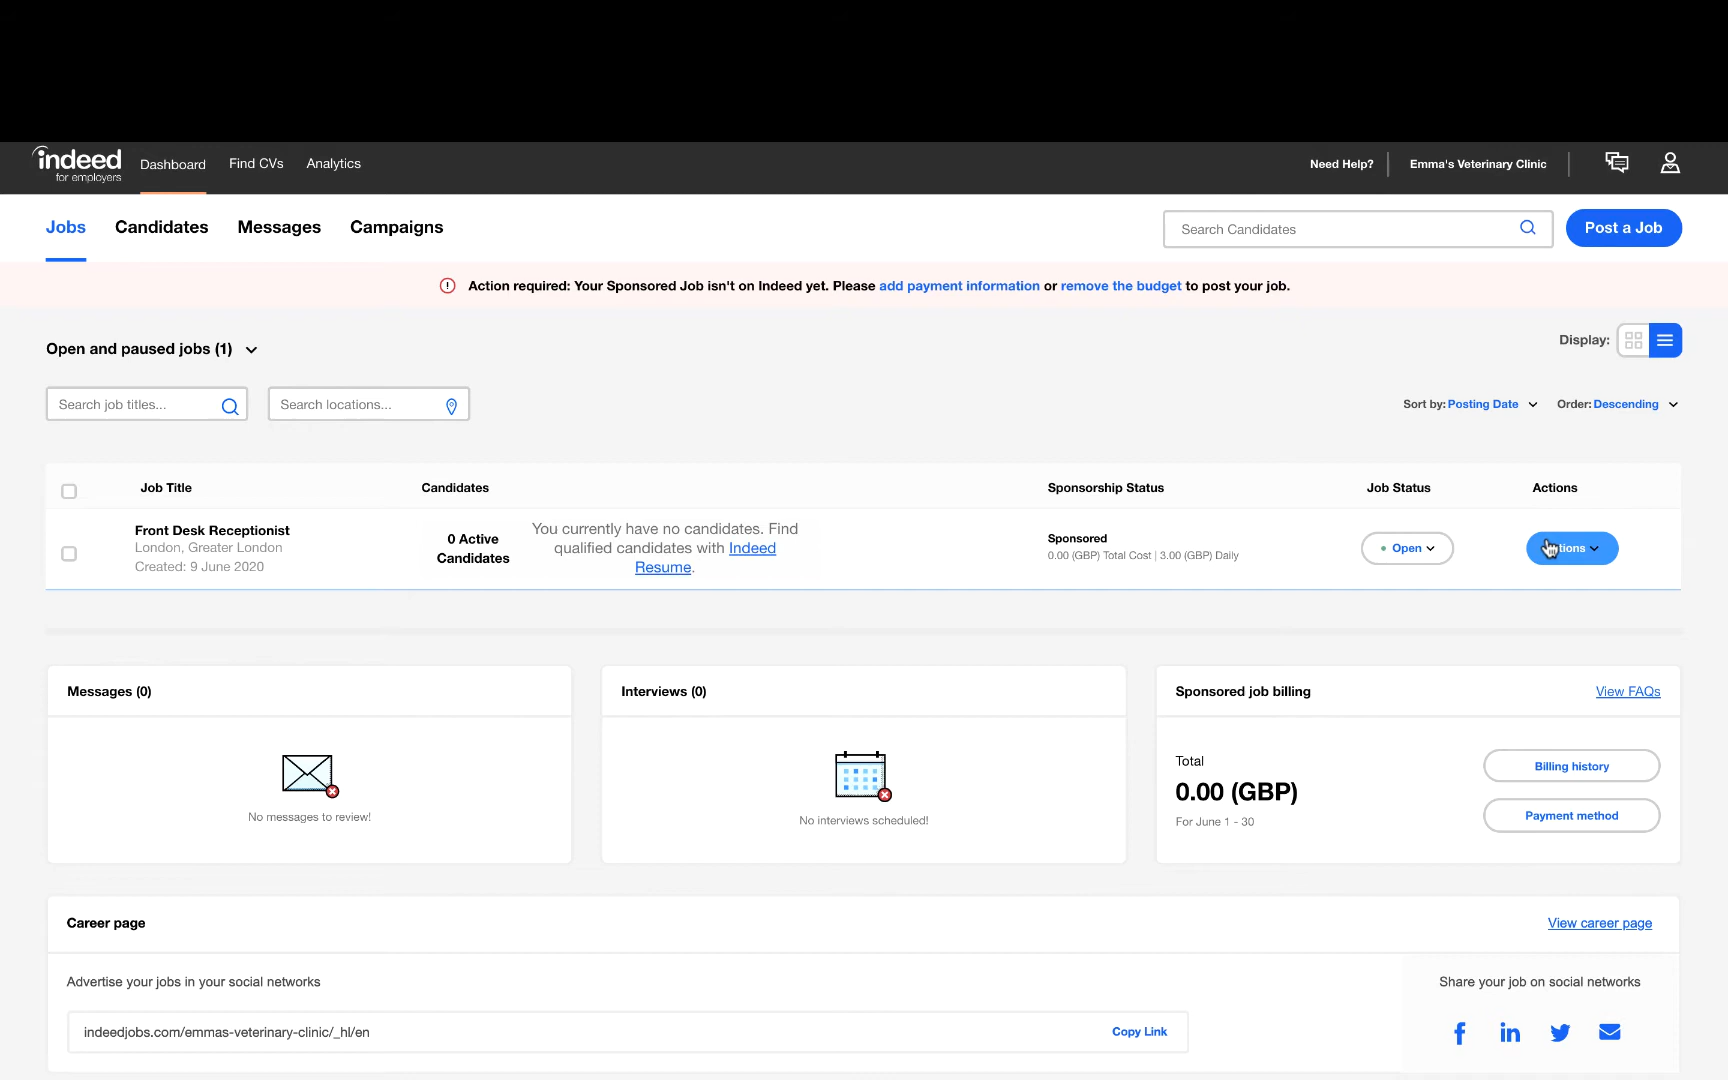 indeed
for employers
Dashboard
Find CVs
Analytics
Need Help?
Emma's Veterinary Clinic
Jobs
Candidates
Messages
Campaigns
Search Candidates
Post a Job
Action required: Your Sponsored Job isn't on Indeed yet. Please add payment information or remove the budget to post your job.
Open and paused jobs (1)
Display:
Search job titles...
Search locations...
Sort by: Posting Date
Order: Descending
Job Title
Candidates
Sponsorship Status
Job Status
Actions
Front Desk Receptionist
London, Greater London
Created: 9 June 2020
0 Active
Candidates
You currently have no candidates. Find
qualified candidates with Indeed
Resume.
Sponsored
0.00 (GBP) Total Cost | 3.00 (GBP) Daily
Open
Messages (0)
No messages to review!
Interviews (0)
No interviews scheduled!
Sponsored job billing
View FAQs
Total
0.00 (GBP)
For June 1 - 30
Billing history
Payment method
Career page
View career page
Advertise your jobs in your social networks
indeedjobs.com/emmas-veterinary-clinic/_hl/en
Copy Link
Share your job on social networks